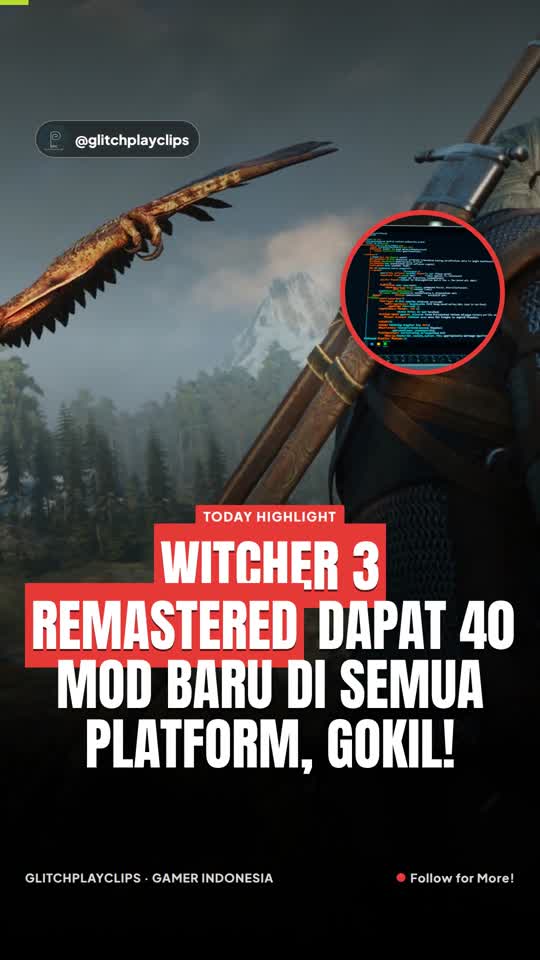 @glitchplayclips
TODAY HIGHLIGHT
WITCHER 3
REMASTERED DAPAT 40
MOD BARU DI SEMUA
PLATFORM, GOKIL!
GLITCHPLAYCLIPS · GAMER INDONESIA
Follow for More!